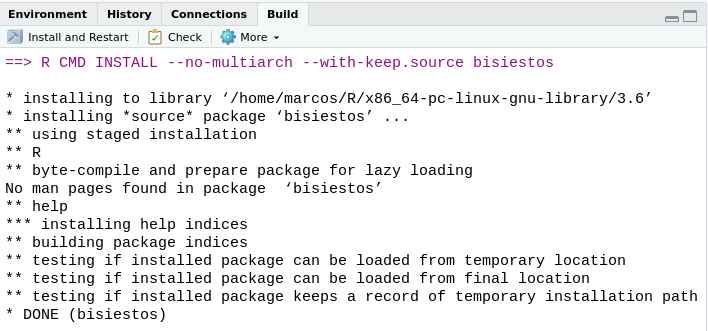 Environment History Connections Build
Install and Restart Check More
==> R CMD INSTALL --no-multiarch --with-keep.source bisiestos
* installing to library ‘/home/marcos/R/x86_64-pc-linux-gnu-library/3.6’
* installing *source* package ‘bisiestos’ ...
** using staged installation
** R
** byte-compile and prepare package for lazy loading
No man pages found in package  ‘bisiestos’
** help
*** installing help indices
** building package indices
** testing if installed package can be loaded from temporary location
** testing if installed package can be loaded from final location
** testing if installed package keeps a record of temporary installation path
* DONE (bisiestos)